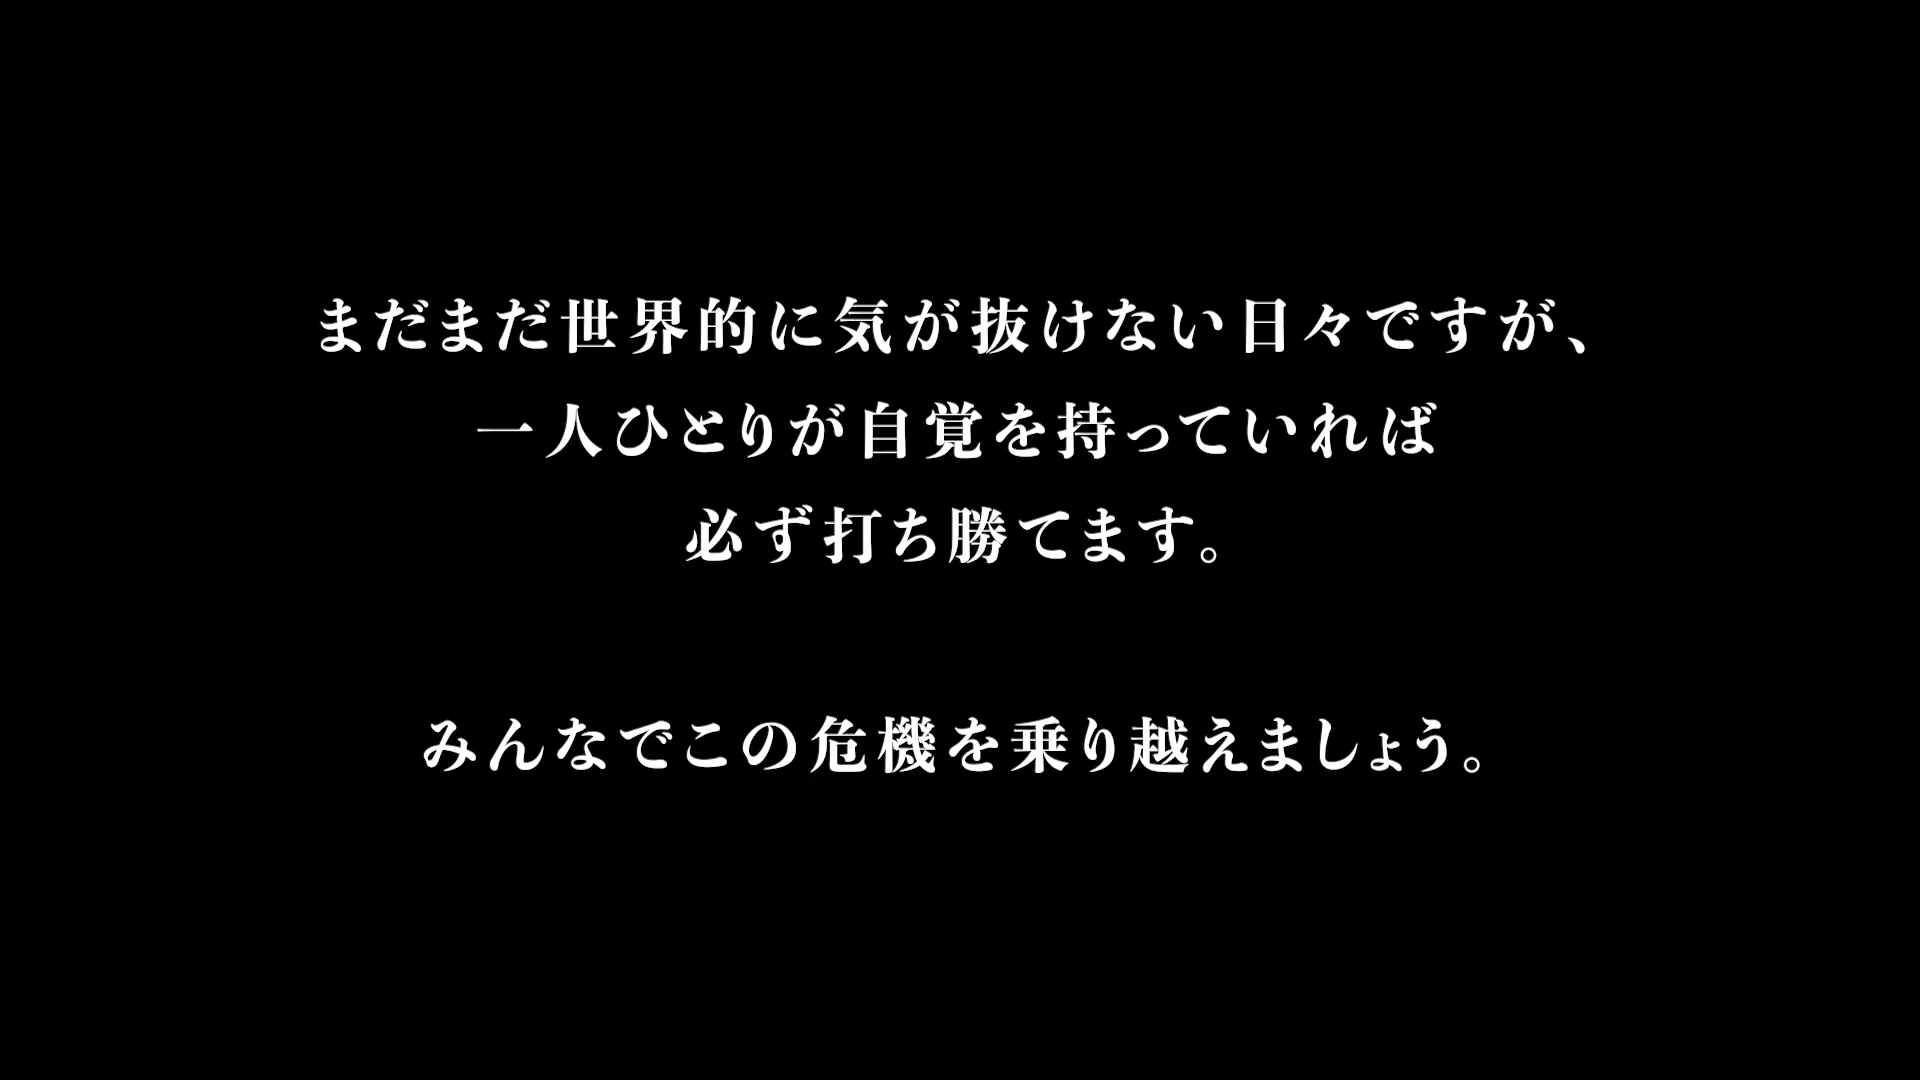 まだまだ世界的に気が抜けない日々ですが、
一人ひとりが自覚を持っていれば
必ず打ち勝てます。
みんなでこの危機を乗り越えましょう。